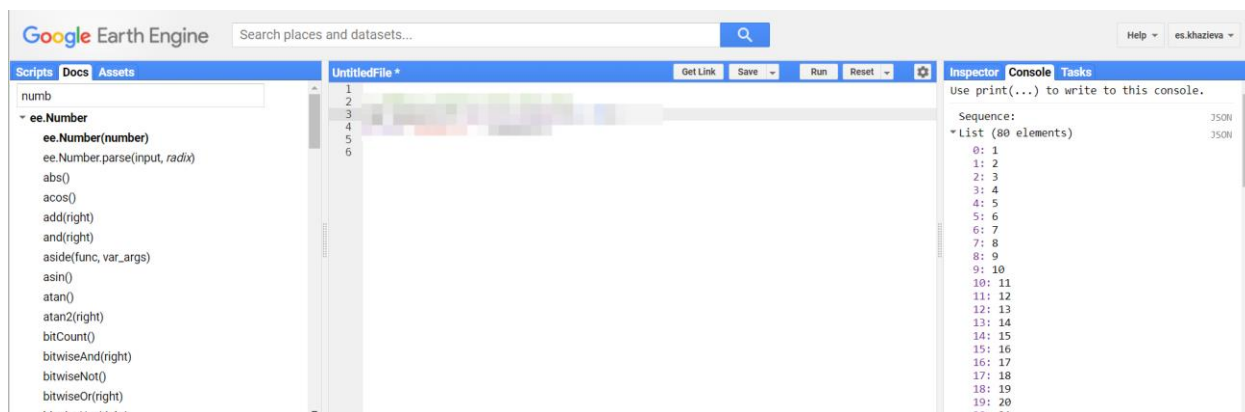 Google Earth Engine
Search places and datasets...
Help
es.khazieva
Scripts Docs Assets
numb
ee.Number
ee.Number(number)
ee.Number.parse(input, radix)
abs()
acos()
add(right)
and(right)
aside(func, var_args)
asin()
atan()
atan2(right)
bitCount()
bitwiseAnd(right)
bitwiseNot()
bitwiseOr(right)
UntitledFile *
Get Link Save Run Reset
1
2
3
4
5
6
Inspector Console Tasks
Use print(...) to write to this console.
Sequence: JSON
List (80 elements) JSON
0: 1
1: 2
2: 3
3: 4
4: 5
5: 6
6: 7
7: 8
8: 9
9: 10
10: 11
11: 12
12: 13
13: 14
14: 15
15: 16
16: 17
17: 18
18: 19
19: 20